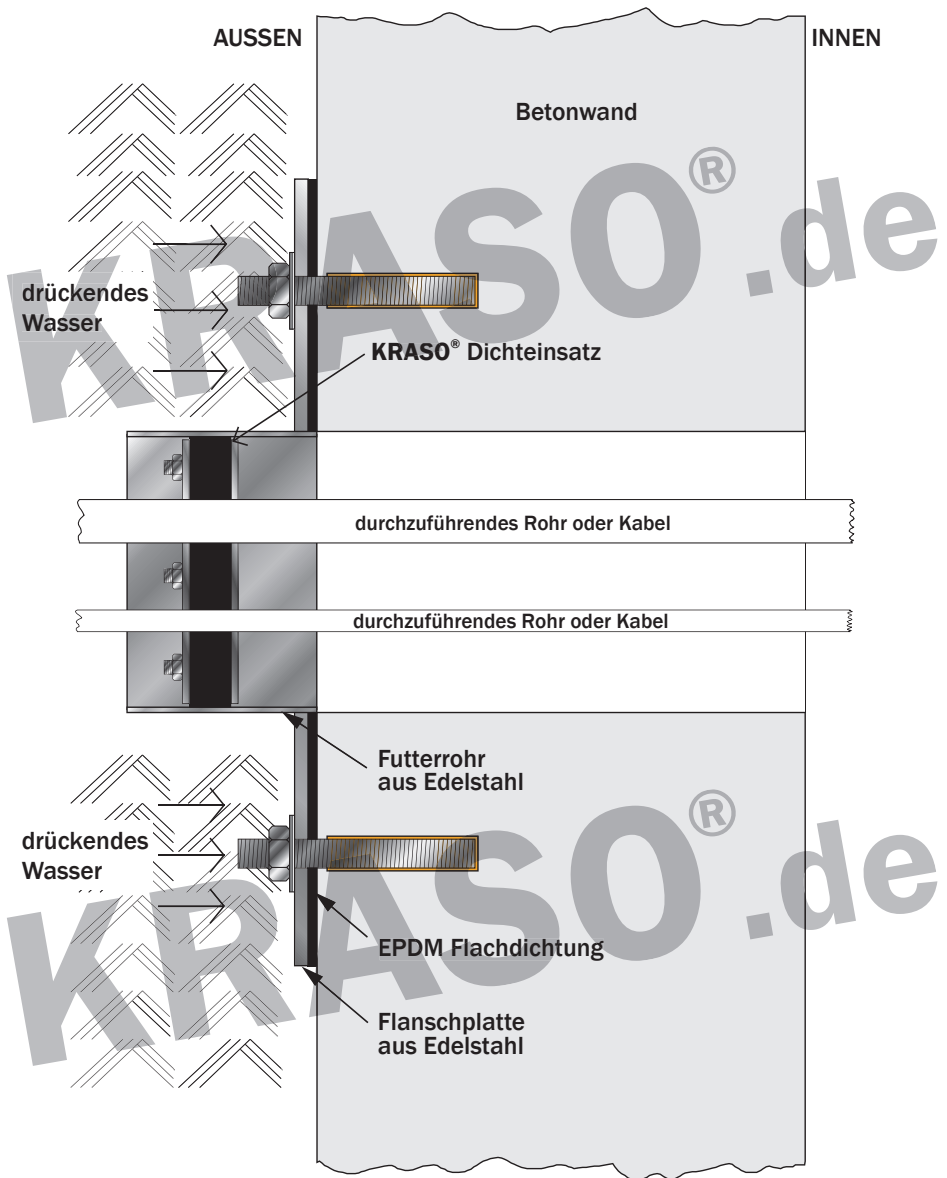 AUSSEN
INNEN
Betonwand
KRASO®.de
drückendes
Wasser
KRASO® Dichteinsatz
durchzuführendes Rohr oder Kabel
durchzuführendes Rohr oder Kabel
Futterrohr
aus Edelstahl
drückendes
Wasser
KRASO®.de
EPDM Flachdichtung
Flanschplatte
aus Edelstahl